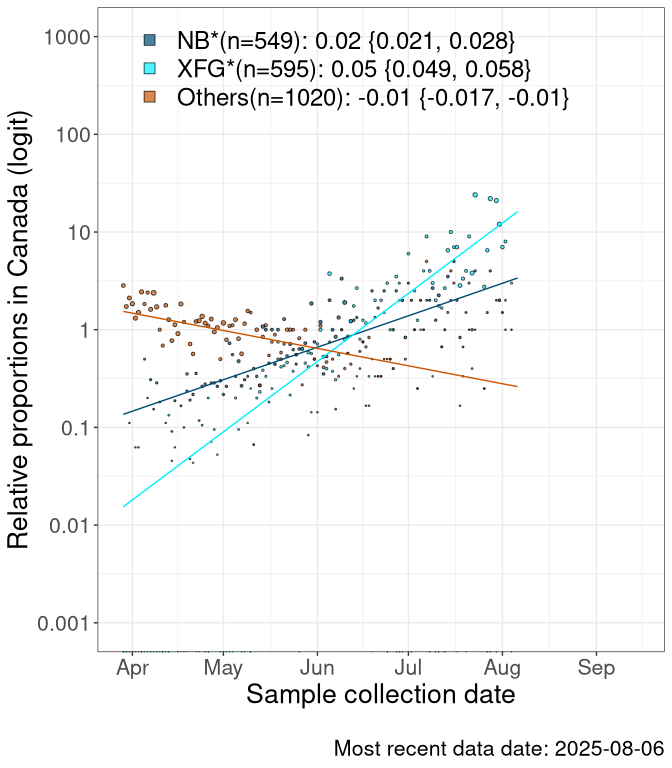 NB*(n=549): 0.02 {0.021, 0.028}
XFG*(n=595): 0.05 {0.049, 0.058}
Others(n=1020): -0.01 {-0.017, -0.01}
Relative proportions in Canada (logit)
1000
100
10
1
0.1
0.01
0.001
Apr May Jun Jul Aug Sep
Sample collection date
Most recent data date: 2025-08-06